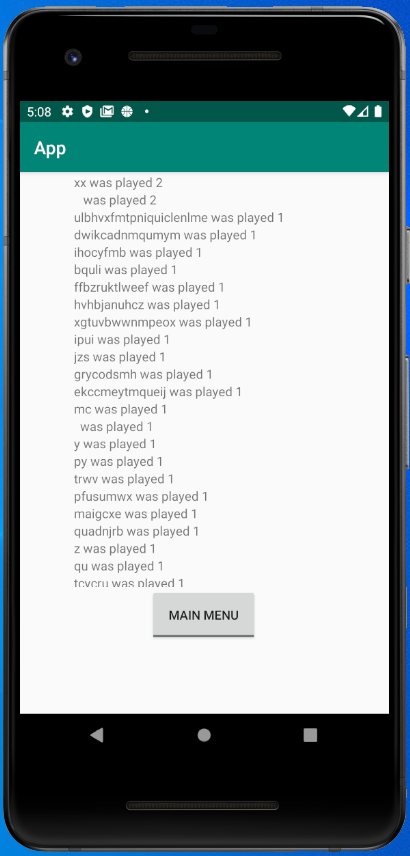 5:08
App
xx was played 2
was played 2
ulbhvxfmtpniquiclenlme was played 1
dwikcadnmqumym was played 1
ihocyfmb was played 1
bquli was played 1
ffbzruktlweef was played 1
hvhbjanuhcz was played 1
xgtuvbwwnmpeox was played 1
ipui was played 1
jzs was played 1
grycodsmh was played 1
ekccmeytmqueij was played 1
mc was played 1
was played 1
y was played 1
py was played 1
trwv was played 1
pfusumwx was played 1
maigcxe was played 1
quadnjrb was played 1
z was played 1
qu was played 1
tcvcru was played 1
MAIN MENU